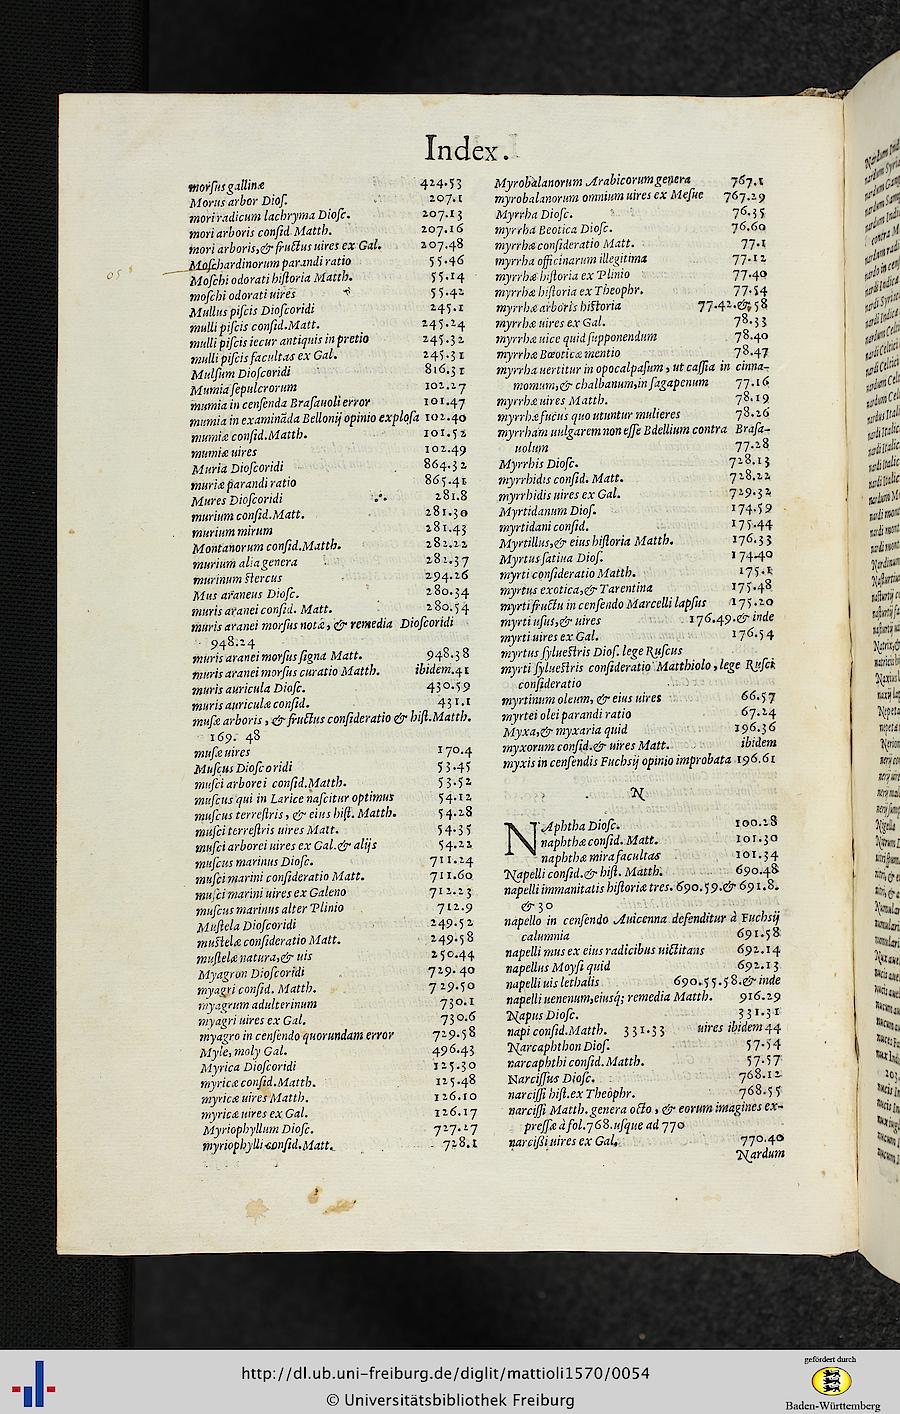 Index.
morſus gallinæ 424.53
Morus arbor Dioſ. 207.1
mori radicum lachryma Dioſc. 207.13
mori arboris conſid Matth. 207.16
mori arboris, & fructus uires ex Gal. 207.48
Moſchardinorum parandi ratio 55.46
Moſchi odorati hiſtoria Matth. 55.14
moſchi odorati uires 55.42
Mullus piſcis Dioſcoridi 245.1
mulli piſcis conſid.Matt. 245.24
mulli piſcis iecur antiquis in pretio 245.32
mulli piſcis facultas ex Gal. 245.31
Mulſum Dioſcoridi 816.31
Mumia ſepulcrorum 102.27
mumia in cenſenda Braſauoli error 101.47
mumia in examinãda Bellonij opinio exploſa 102.40
mumiæ conſid.Matth. 101.52
mumiæ uires 102.49
Muria Dioſcoridi 864.32
muriæ parandi ratio 865.41
Mures Dioſcoridi 281.8
murium conſid.Matt. 281.30
murium mirum 281.43
Montanorum conſid.Matth. 282.22
murium alia genera 282.37
murinum ſtercus 294.26
Mus araneus Dioſc. 280.34
muris aranei conſid. Matt. 280.54
muris aranei morſus notæ, & remedia Dioſcoridi
948.24
muris aranei morſus ſigna Matt. 948.38
muris aranei morſus curatio Matth. ibidem.41
muris auricula Dioſc. 430.59
muris auriculæ conſid. 431.1
muſæ arboris, & fructus conſideratio & hiſt.Matth.
169. 48
muſæ uires 170.4
Muſcus Dioſcoridi 53.45
muſci arborei conſid.Matth. 53.52
muſcus qui in Larice naſcitur optimus 54.12
muſcus terreſtris, & eius hiſt. Matth. 54.28
muſci terreſtris uires Matt. 54.35
muſci arborei uires ex Gal.& alijs 54.22
muſcus marinus Dioſc. 711.24
muſci marini conſideratio Matt. 711.60
muſci marini uires ex Galeno 712.23
muſcus marinus alter Plinio 712.9
Muſtela Dioſcoridi 249.52
muſtelæ conſideratio Matt. 249.58
muſtelæ natura, & uis 250.44
Myagron Dioſcoridi 729.40
myagri conſid. Matth. 729.50
myagrum adulterinum 730.1
myagri uires ex Gal. 730.6
myagro in cenſendo quorundam error 729.58
Myle, moly Gal. 496.43
Myrica Dioſcoridi 125.30
myricæ conſid.Matth. 125.48
myricæ uires Matth. 126.10
myricæ uires ex Gal. 126.17
Myriophyllum Dioſc. 727.27
myriophylli conſid.Matt. 728.1
Myrobalanorum Arabicorum genera 767.1
myrobalanorum omnium uires ex Meſue 767.29
Myrrha Dioſc. 76.35
myrrha Beotica Dioſc. 76.60
myrrhæ conſideratio Matt. 77.1
myrrha officinarum illegitima 77.12
myrrhæ hiſtoria ex Plinio 77.40
myrrhæ hiſtoria ex Theophr. 77.54
myrrhæ arboris hiſtoria 77.42.&,58
myrrhæ uires ex Gal. 78.33
myrrhæ uice quid ſupponendum 78.40
myrrhæ Bœoticæ mentio 78.47
myrrha uertitur in opocalpaſum, ut caſſia in cinna-
momum, & chalbanum, in ſagapenum 77.16
myrrhæ uires Matth. 78.19
myrrhæ fucus quo utuntur mulieres 78.26
myrrham uulgarem non eſſe Bdellium contra Braſa-
uolum 77.28
Myrrhis Dioſc. 728.13
myrrhidis conſid. Matt. 728.22
myrrhidis uires ex Gal. 729.32
Myrtidanum Dioſ. 174.59
myrtidani conſid. 175.44
Myrtillus, & eius hiſtoria Matth. 176.33
Myrtus ſatiua Dioſ. 174.40
myrti conſideratio Matth. 175.1
myrtus exotica, & Tarentina 175.48
myrti fructu in cenſendo Marcelli lapſus 175.20
myrti uſus, & uires 176.49.& inde
myrti uires ex Gal. 176.54
myrtus ſylueſtris Dioſ. lege Ruſcus
myrti ſylueſtris conſideratio Matthiolo, lege Ruſci
conſideratio
myrtinum oleum, & eius uires 66.57
myrtei olei parandi ratio 67.24
Myxa, & myxaria quid 196.36
myxorum conſid.& uires Matt. ibidem
myxis in cenſendis Fuchſij opinio improbata 196.61
N
NAphtha Dioſc. 100.28
naphthæ conſid. Matt. 101.30
naphthæ mira facultas 101.34
Napelli conſid.& hiſt. Matth. 690.48
napelli immanitatis hiſtoriæ tres. 690.59.& 691.8.
& 30
napello in cenſendo Auicenna defenditur à Fuchſij
calumnia 691.58
napelli mus ex eius radicibus uictitans 692.14
napellus Moyſi quid 692.13
napelli uis lethalis 690.55.58.& inde
napelli uenenum,eiusq́; remedia Matth. 916.29
Napus Dioſc. 331.31
napi conſid.Matth. 331.33 uires ibidem 44
Narcaphthon Dioſ. 57.54
narcaphthi conſid. Matth. 57.57
Narciſſus Dioſc. 768.12
narciſſi hiſt.ex Theophr. 768.55
narciſſi Matth. genera octo, & eorum imagines ex-
preſſæ à fol.768.uſque ad 770
narciſſi uires ex Gal. 770.40
Nardum
http://dl.ub.uni-freiburg.de/diglit/mattioli1570/0054
© Universitätsbibliothek Freiburg
gefördert durch
Baden-Württemberg